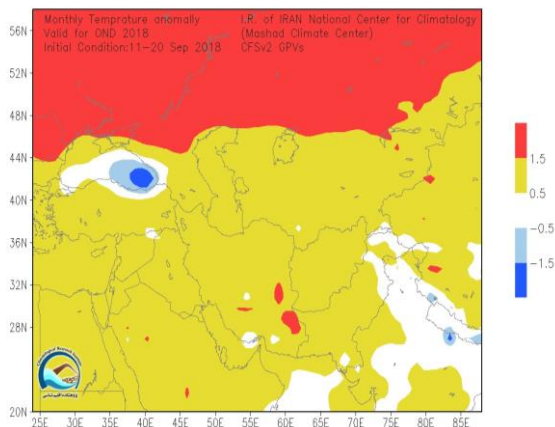 Monthly Temprature anomaly
Valid for OND 2018
Initial Condition:11-20 Sep 2018
I.R. of IRAN National Center for Climatology
(Mashad Climate Center)
CFSv2 GPVs
56N
52N
48N
44N
40N
36N
32N
28N
24N
20N
25E
30E
35E
40E
45E
50E
55E
60E
65E
70E
75E
80E
85E
1.5
0.5
-0.5
-1.5